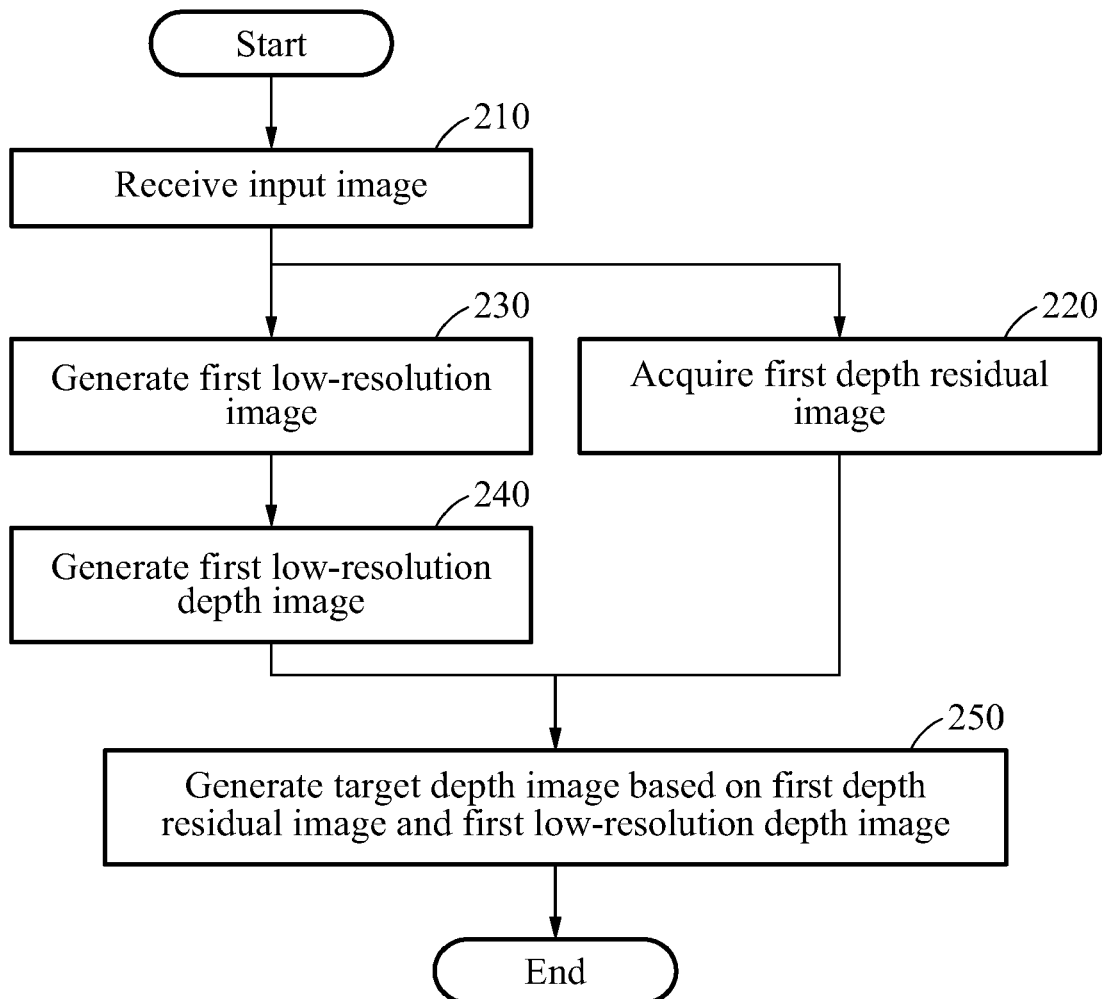 Start
210
Receive input image
230
Generate first low-resolution
image
220
Acquire first depth residual
image
240
Generate first low-resolution
depth image
250
Generate target depth image based on first depth
residual image and first low-resolution depth image
End